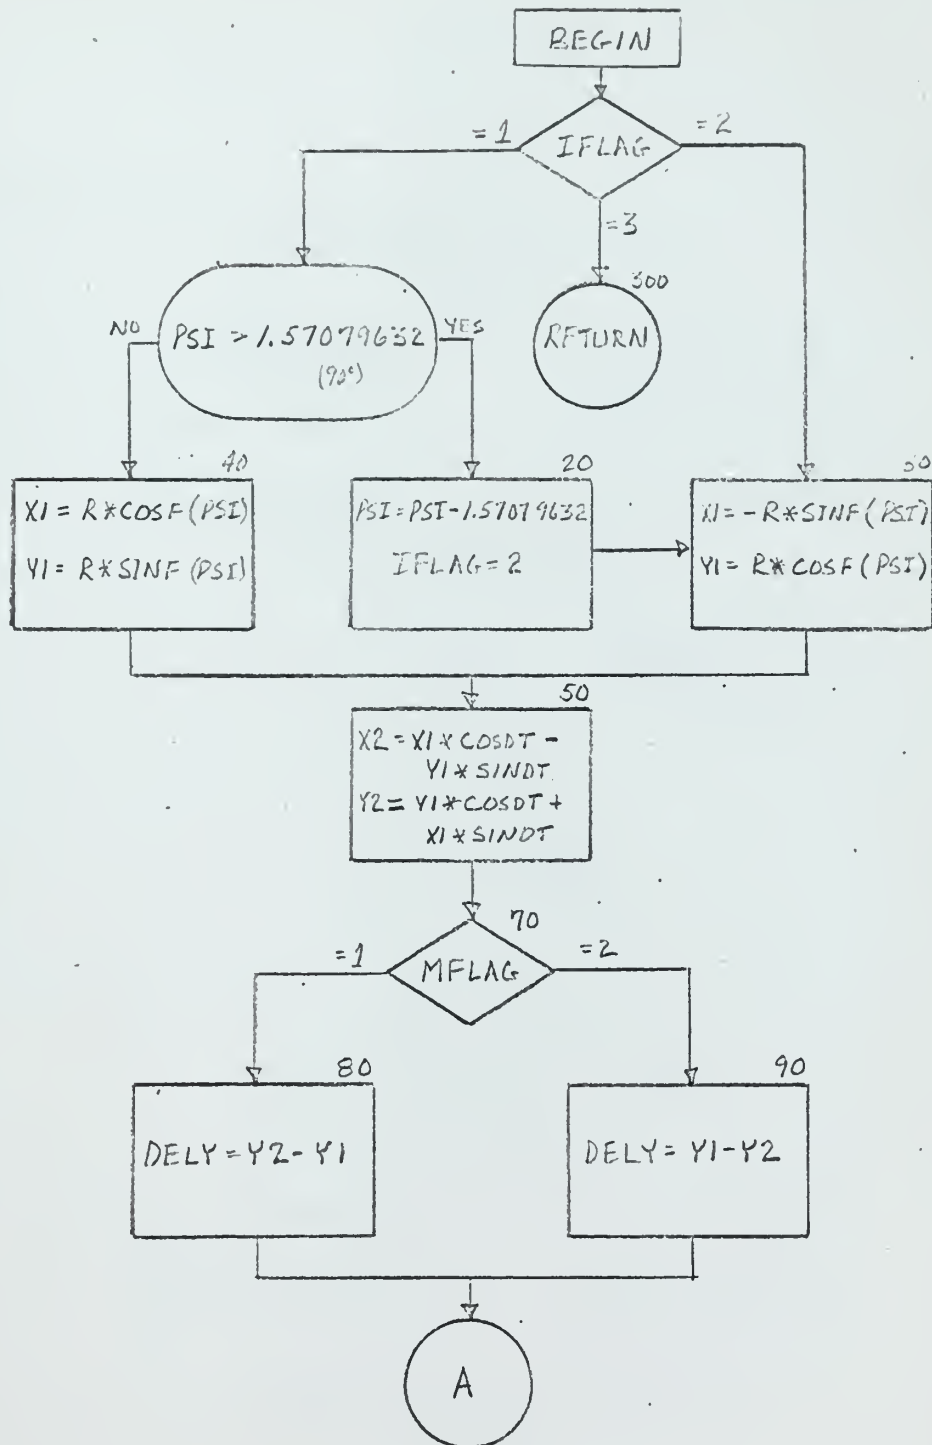 BEGIN
IFLAG
=1
=2
=3
300
RETURN
PSI > 1.57079632
(90°)
NO
YES
40
X1 = R*COSF(PSI)
Y1 = R*SINF(PSI)
20
PSI=PSI-1.57079632
IFLAG=2
30
X1=-R*SINF(PSI)
Y1= R*COSF(PSI)
50
X2=X1*COSDT-
Y1*SINDT
Y2=Y1*COSDT+
X1*SINDT
70
MFLAG
=1
=2
80
DELY=Y2-Y1
90
DELY=Y1-Y2
A